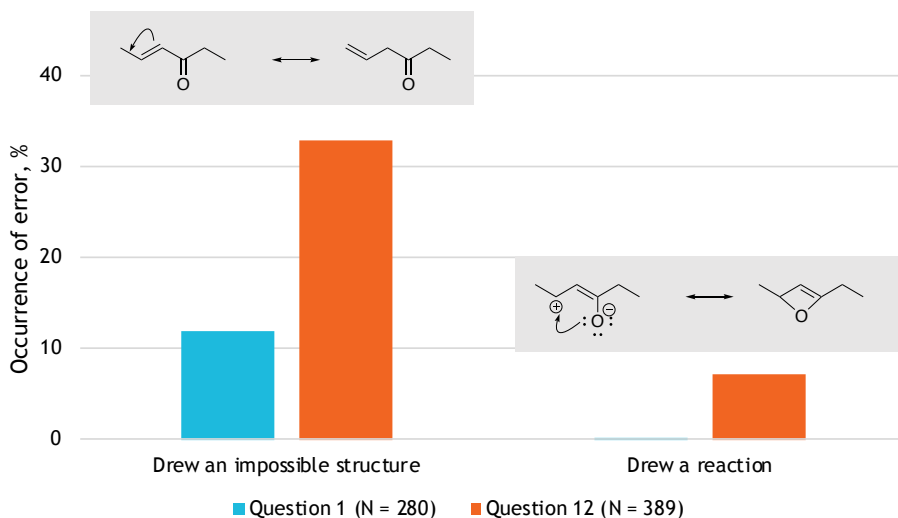 Occurrence of error, %
40
30
20
10
0
O
O
⊕
:O:
⊖
..
O
Drew an impossible structure
Drew a reaction
Question 1 (N = 280)
Question 12 (N = 389)